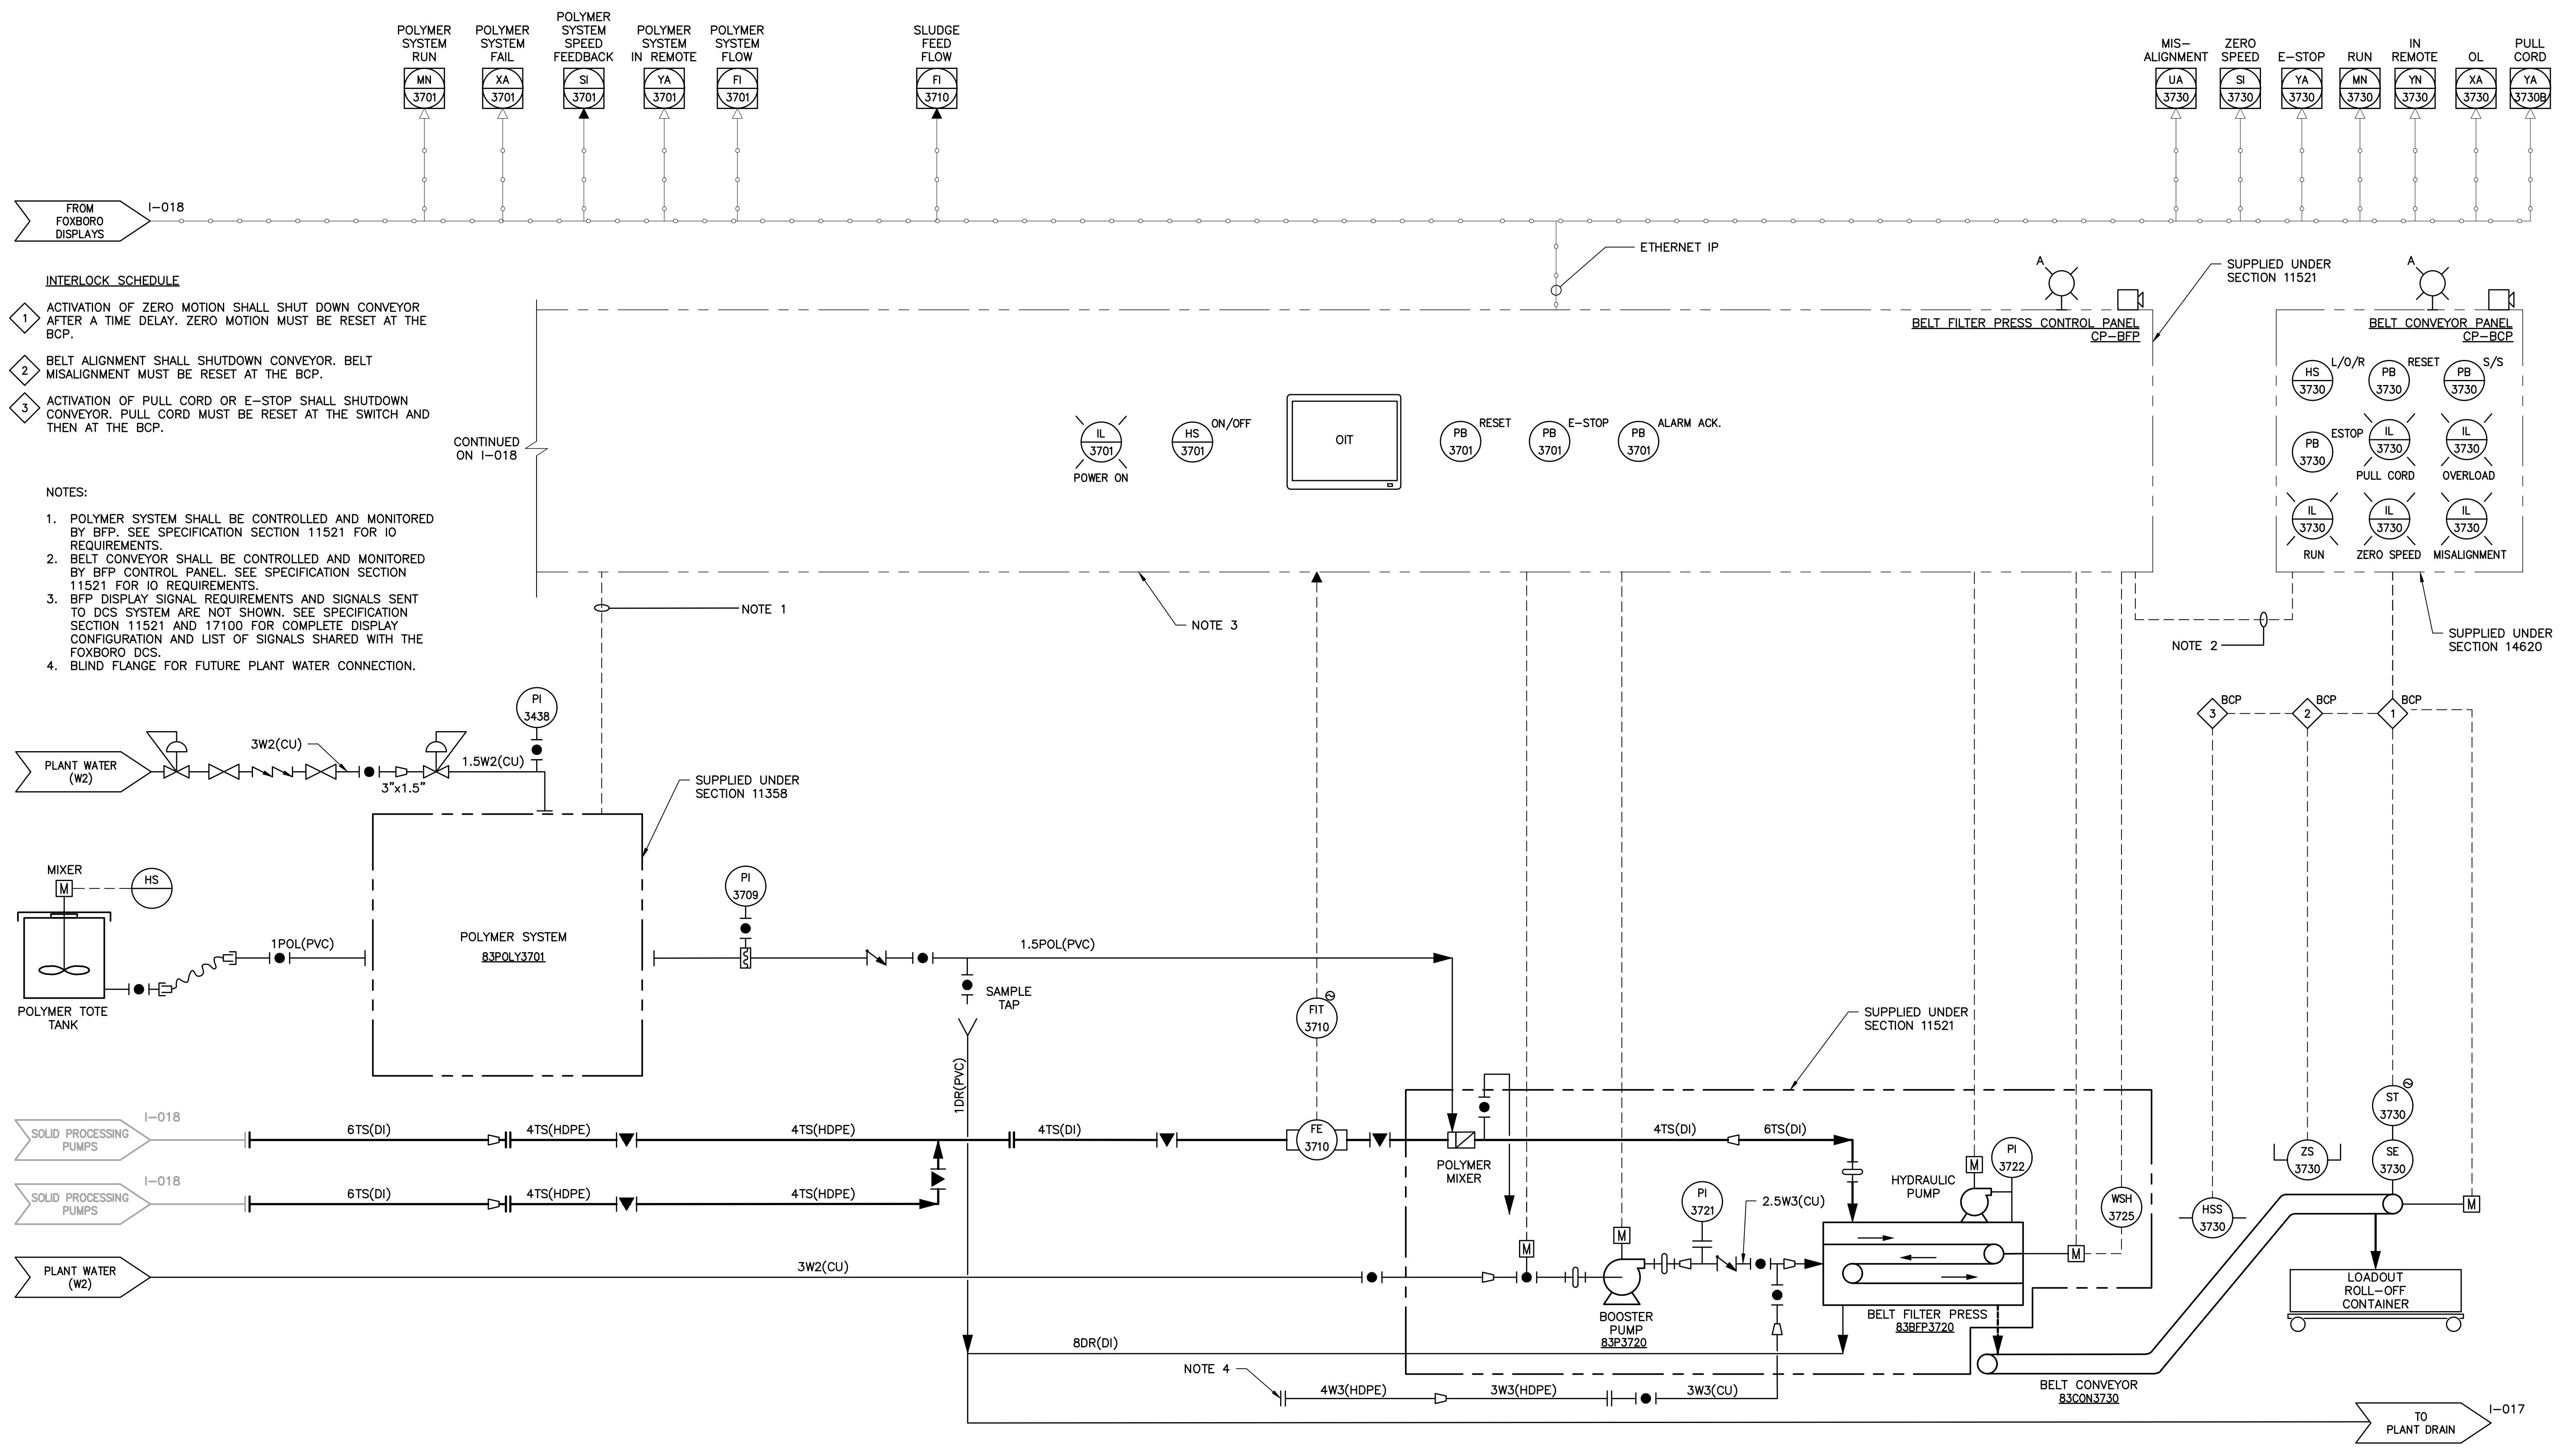 POLYMER
SYSTEM
RUN
MN
3701
POLYMER
SYSTEM
FAIL
XA
3701
POLYMER
SYSTEM
SPEED
FEEDBACK
SI
3701
POLYMER
SYSTEM
IN REMOTE
YA
3701
POLYMER
SYSTEM
FLOW
FI
3701
SLUDGE
FEED
FLOW
FI
3710
MIS-
ALIGNMENT
UA
3730
ZERO
SPEED
SI
3730
E-STOP
YA
3730
RUN
MN
3730
IN
REMOTE
YN
3730
OL
XA
3730
PULL
CORD
YA
3730B
FROM
FOXBORO
DISPLAYS
I-018
ETHERNET IP
INTERLOCK SCHEDULE
1 ACTIVATION OF ZERO MOTION SHALL SHUT DOWN CONVEYOR
AFTER A TIME DELAY. ZERO MOTION MUST BE RESET AT THE
BCP.
2 BELT ALIGNMENT SHALL SHUTDOWN CONVEYOR. BELT
MISALIGNMENT MUST BE RESET AT THE BCP.
3 ACTIVATION OF PULL CORD OR E-STOP SHALL SHUTDOWN
CONVEYOR. PULL CORD MUST BE RESET AT THE SWITCH AND
THEN AT THE BCP.
NOTES:
1. POLYMER SYSTEM SHALL BE CONTROLLED AND MONITORED
BY BFP. SEE SPECIFICATION SECTION 11521 FOR IO
REQUIREMENTS.
2. BELT CONVEYOR SHALL BE CONTROLLED AND MONITORED
BY BFP CONTROL PANEL. SEE SPECIFICATION SECTION
11521 FOR IO REQUIREMENTS.
3. BFP DISPLAY SIGNAL REQUIREMENTS AND SIGNALS SENT
TO DCS SYSTEM ARE NOT SHOWN. SEE SPECIFICATION
SECTION 11521 AND 17100 FOR COMPLETE DISPLAY
CONFIGURATION AND LIST OF SIGNALS SHARED WITH THE
FOXBORO DCS.
4. BLIND FLANGE FOR FUTURE PLANT WATER CONNECTION.
CONTINUED
ON I-018
IL
3701
POWER ON
HS
3701
ON/OFF
OIT
PB
3701
RESET
PB
3701
E-STOP
PB
3701
ALARM ACK.
A
BELT FILTER PRESS CONTROL PANEL
CP-BFP
SUPPLIED UNDER
SECTION 11521
A
BELT CONVEYOR PANEL
CP-BCP
HS
3730
L/O/R
PB
3730
RESET
PB
3730
S/S
PB
3730
ESTOP
IL
3730
PULL CORD
IL
3730
OVERLOAD
IL
3730
RUN
IL
3730
ZERO SPEED
IL
3730
MISALIGNMENT
NOTE 1
NOTE 3
NOTE 2
SUPPLIED UNDER
SECTION 14620
3
BCP
2
BCP
1
BCP
PLANT WATER
(W2)
3W2(CU)
3"x1.5"
1.5W2(CU)
PI
3438
SUPPLIED UNDER
SECTION 11358
MIXER
M
HS
POLYMER TOTE
TANK
1POL(PVC)
POLYMER SYSTEM
83POLY3701
PI
3709
1.5POL(PVC)
SAMPLE
TAP
1DR(PVC)
FIT
3710
SUPPLIED UNDER
SECTION 11521
SOLID PROCESSING
PUMPS
I-018
6TS(DI)
4TS(HDPE)
4TS(HDPE)
4TS(DI)
FE
3710
POLYMER
MIXER
4TS(DI)
6TS(DI)
SOLID PROCESSING
PUMPS
I-018
6TS(DI)
4TS(HDPE)
4TS(HDPE)
PLANT WATER
(W2)
3W2(CU)
M
M
BOOSTER
PUMP
83P3720
PI
3721
2.5W3(CU)
HYDRAULIC
PUMP
M
PI
3722
M
WSH
3725
BELT FILTER PRESS
83BFP3720
HSS
3730
ZS
3730
ST
3730
SE
3730
M
LOADOUT
ROLL-OFF
CONTAINER
8DR(DI)
NOTE 4
4W3(HDPE)
3W3(HDPE)
3W3(CU)
BELT CONVEYOR
83CON3730
TO
PLANT DRAIN
I-017